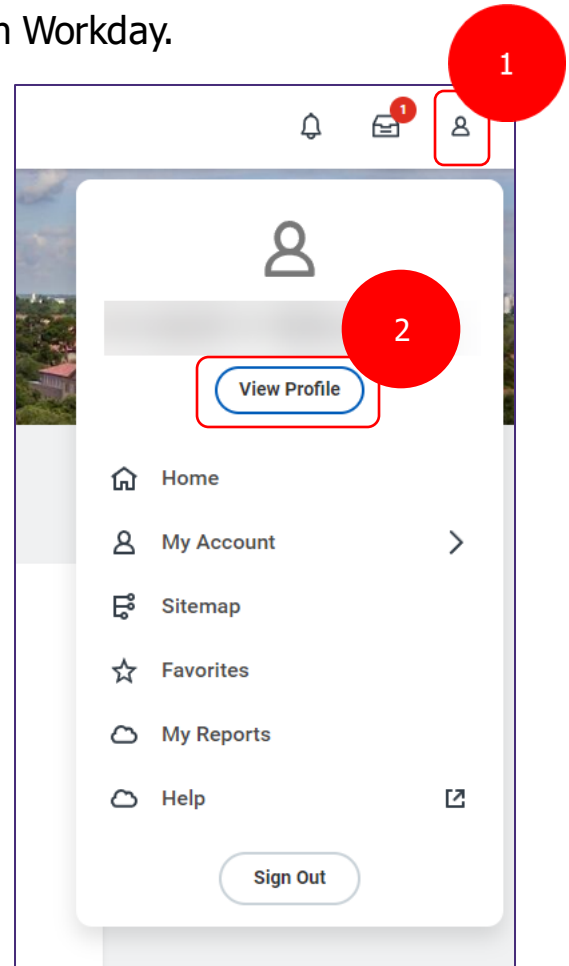 n Workday.
1
1
2
View Profile
Home
My Account
Sitemap
Favorites
My Reports
Help
Sign Out